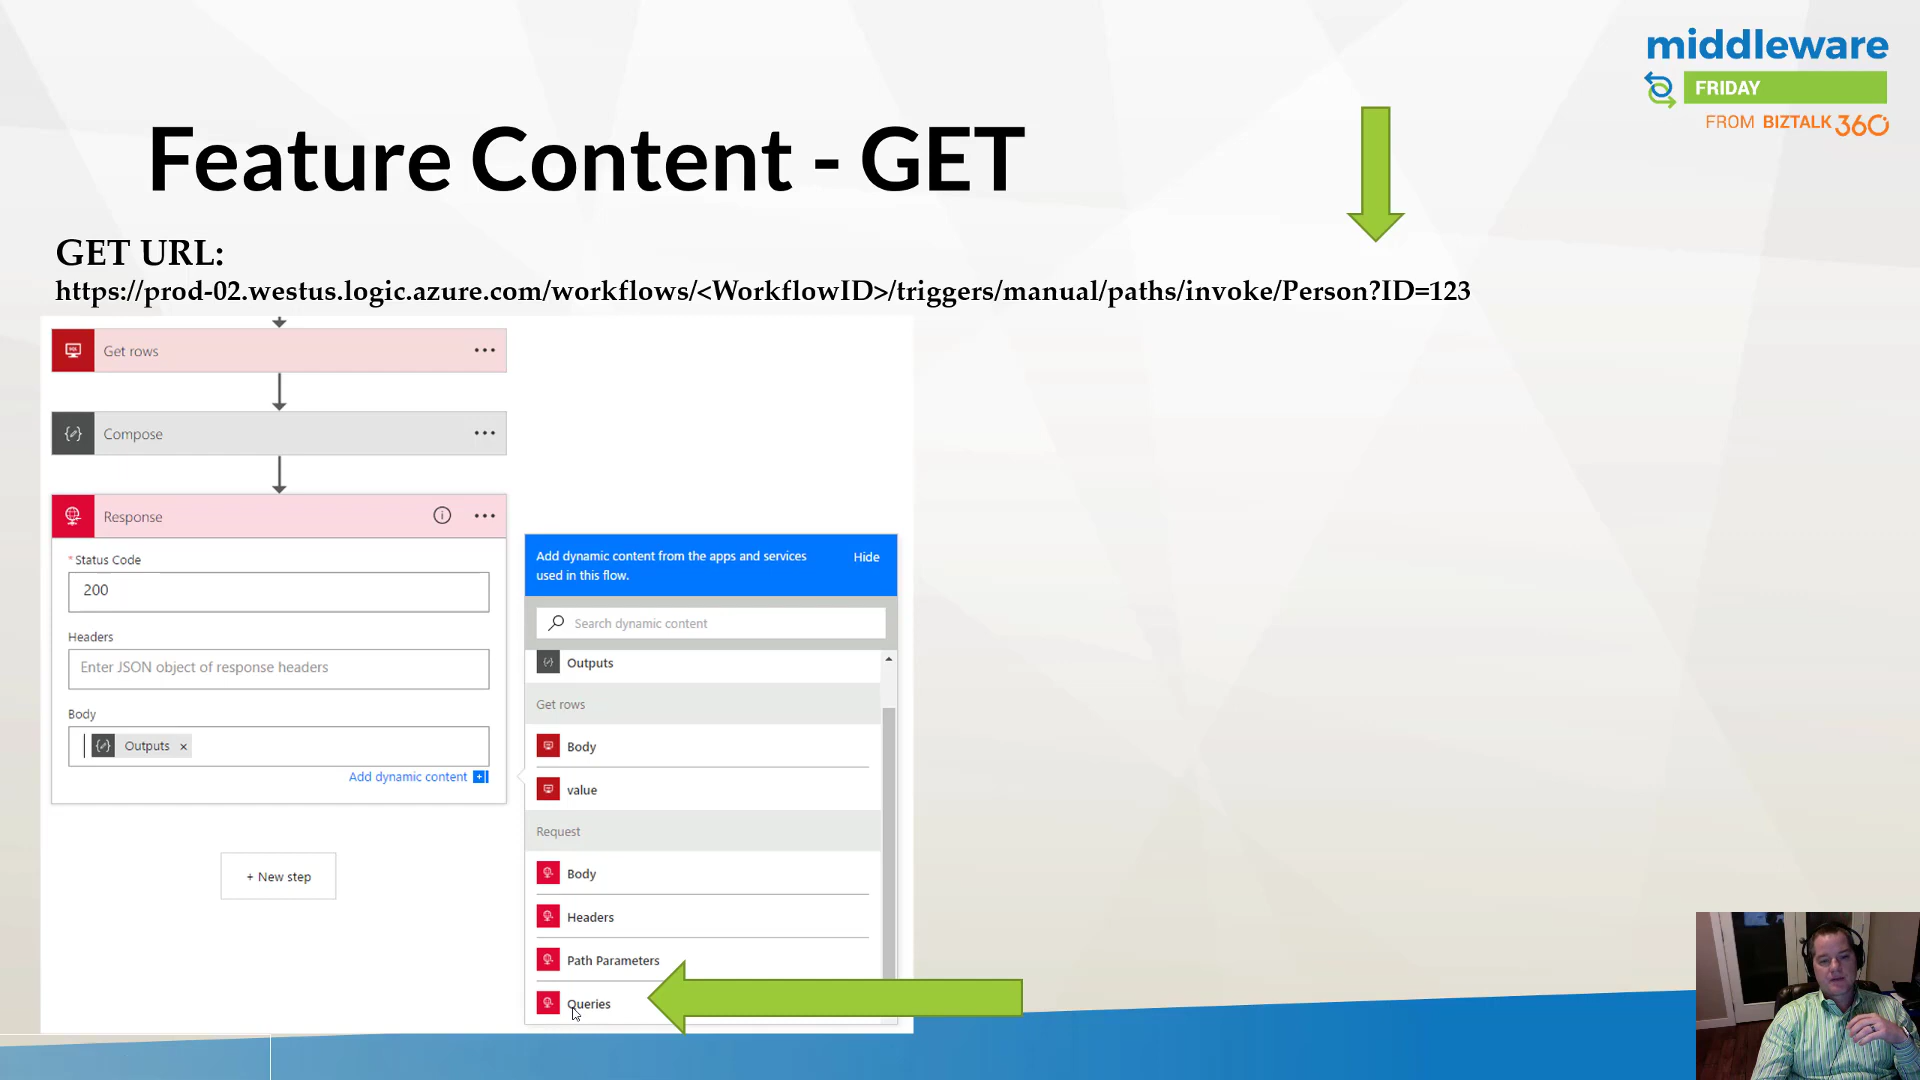 middleware
FRIDAY
FROM BIZTALK 360
Feature Content - GET
GET URL:
https://prod-02.westus.logic.azure.com/workflows/<WorkflowID>/triggers/manual/paths/invoke/Person?ID=123
Get rows
Compose
Response
* Status Code
200
Headers
Enter JSON object of response headers
Body
Outputs ×
Add dynamic content
+ New step
Add dynamic content from the apps and services
used in this flow.
Hide
Search dynamic content
Outputs
Get rows
Body
value
Request
Body
Headers
Path Parameters
Queries